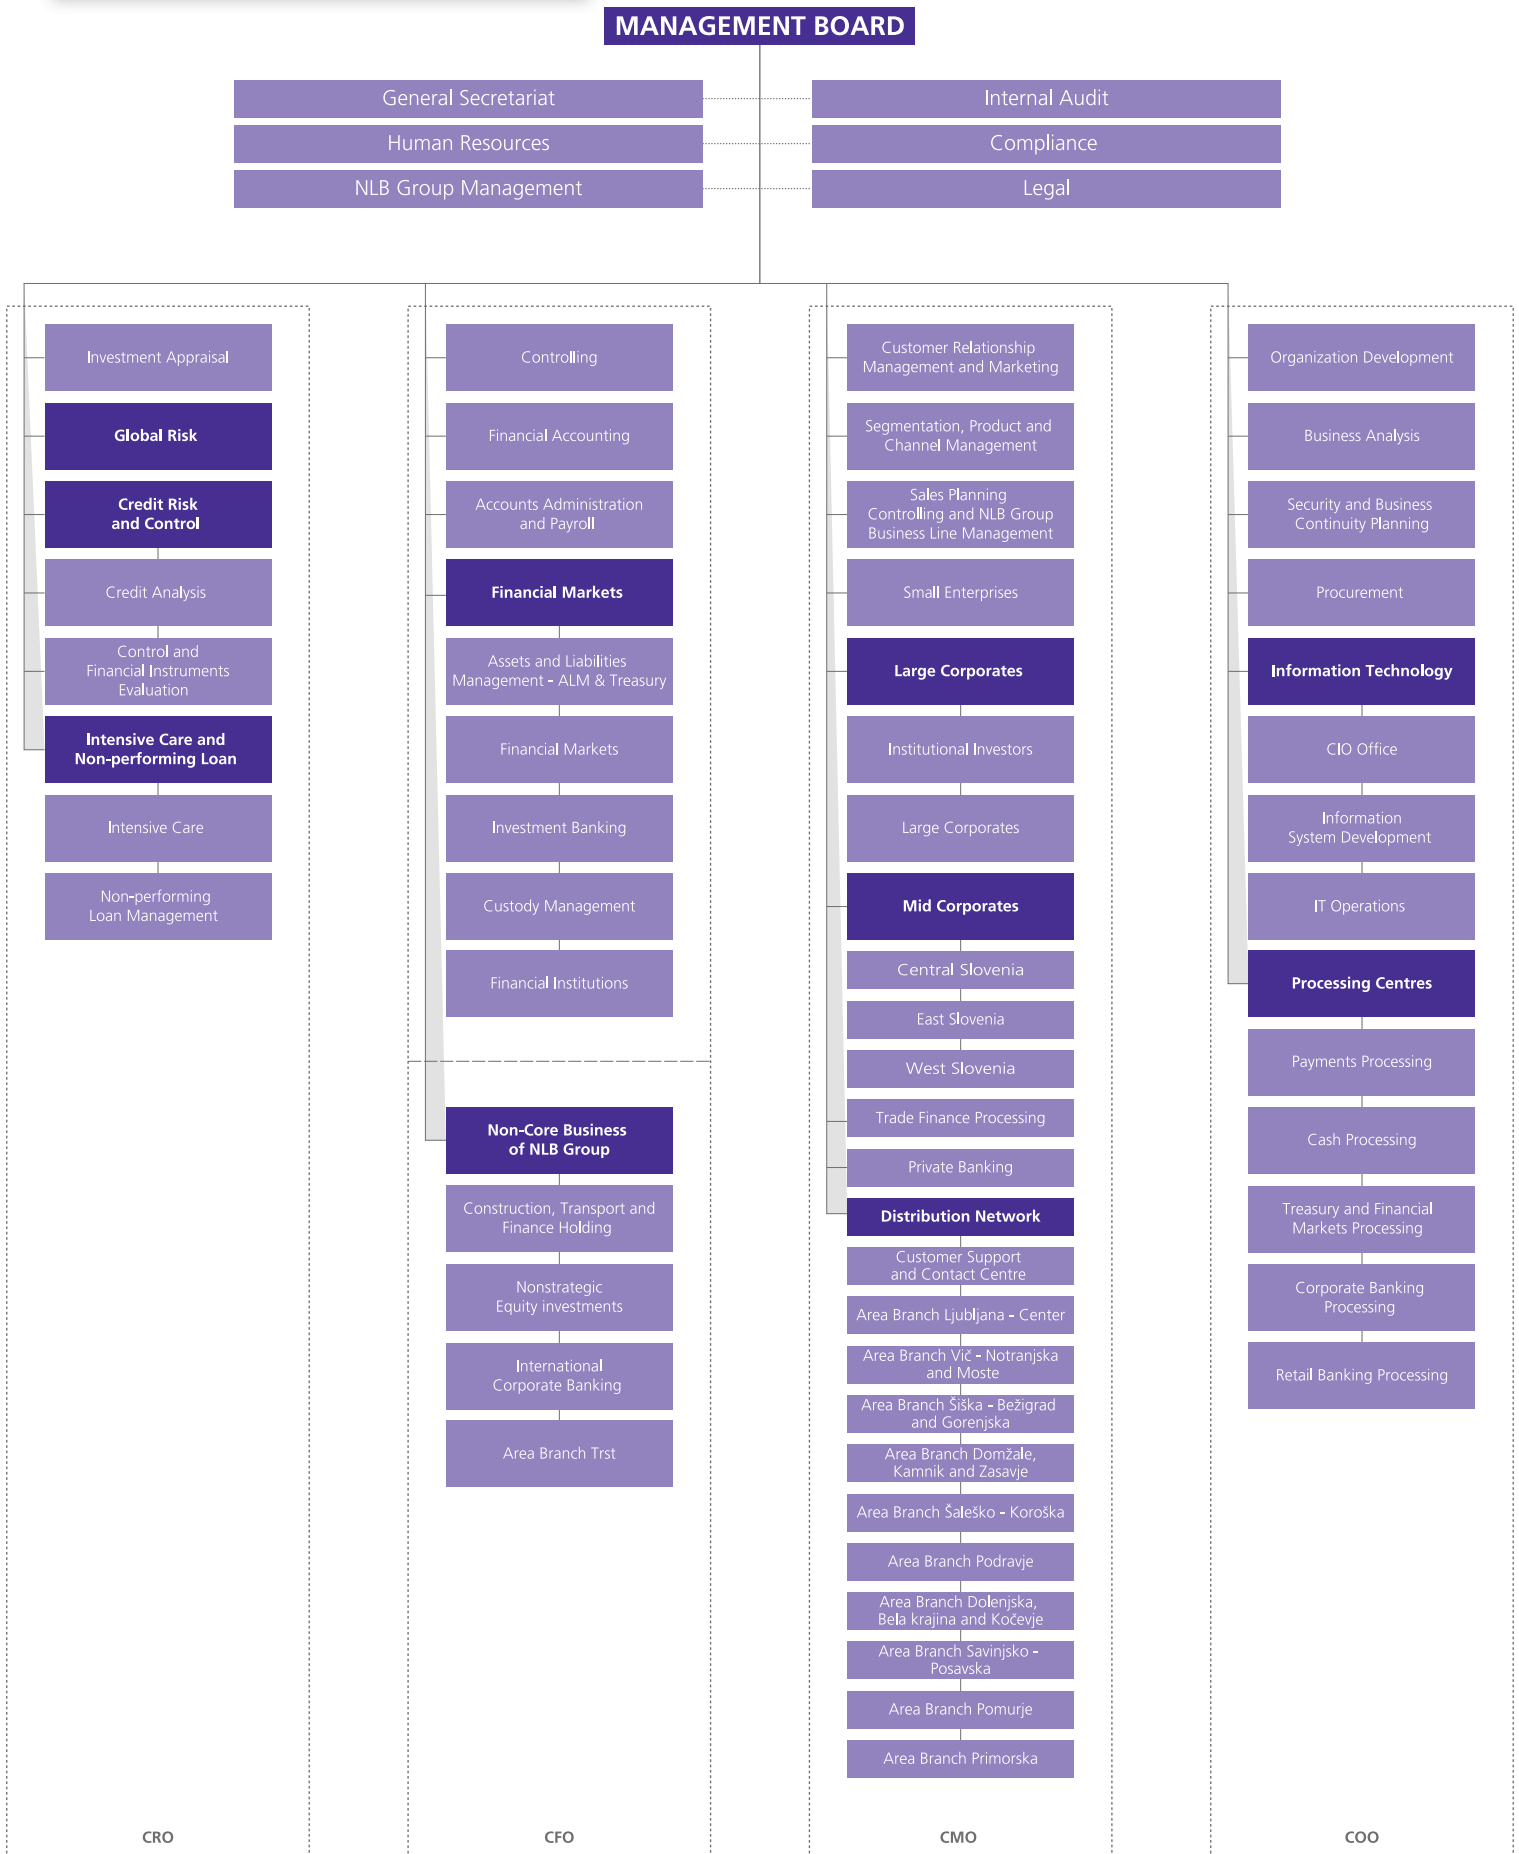 MANAGEMENT BOARD
General Secretariat
Internal Audit
Human Resources
Compliance
NLB Group Management
Legal
Investment Appraisal
Global Risk
Credit Risk
and Control
Credit Analysis
Control and
Financial Instruments
Evaluation
Intensive Care and
Non-performing Loan
Intensive Care
Non-performing
Loan Management
CRO
Controlling
Financial Accounting
Accounts Administration
and Payroll
Financial Markets
Assets and Liabilities
Management - ALM & Treasury
Financial Markets
Investment Banking
Custody Management
Financial Institutions
Non-Core Business
of NLB Group
Construction, Transport and
Finance Holding
Nonstrategic
Equity investments
International
Corporate Banking
Area Branch Trst
CFO
Customer Relationship
Management and Marketing
Segmentation, Product and
Channel Management
Sales Planning
Controlling and NLB Group
Business Line Management
Small Enterprises
Large Corporates
Institutional Investors
Large Corporates
Mid Corporates
Central Slovenia
East Slovenia
West Slovenia
Trade Finance Processing
Private Banking
Distribution Network
Customer Support
and Contact Centre
Area Branch Ljubljana - Center
Area Branch Vič - Notranjska
and Moste
Area Branch Šiška - Bežigrad
and Gorenjska
Area Branch Domžale,
Kamnik and Zasavje
Area Branch Šaleško - Koroška
Area Branch Podravje
Area Branch Dolenjska,
Bela krajina and Kočevje
Area Branch Savinjsko -
Posavska
Area Branch Pomurje
Area Branch Primorska
CMO
Organization Development
Business Analysis
Security and Business
Continuity Planning
Procurement
Information Technology
CIO Office
Information
System Development
IT Operations
Processing Centres
Payments Processing
Cash Processing
Treasury and Financial
Markets Processing
Corporate Banking
Processing
Retail Banking Processing
COO